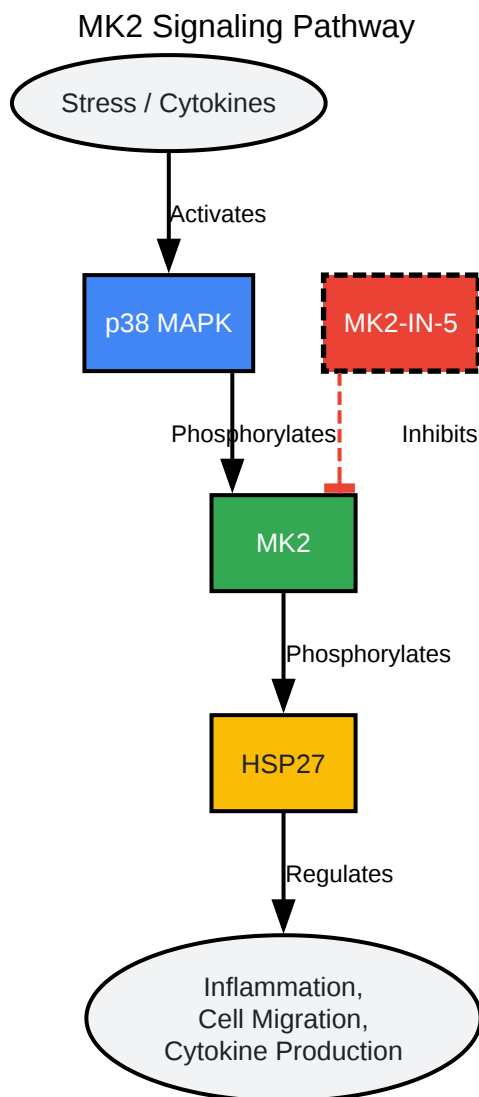 MK2 Signaling Pathway
Stress / Cytokines
Activates
p38 MAPK
MK2-IN-5
Phosphorylates
Inhibits
MK2
Phosphorylates
HSP27
Regulates
Inflammation,
Cell Migration,
Cytokine Production